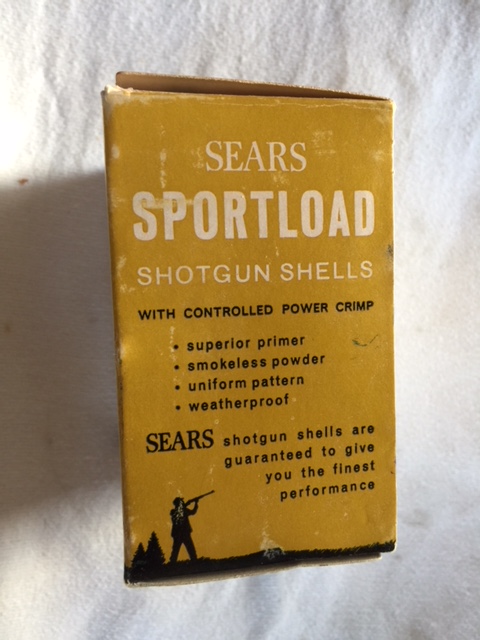 SEARS
SPORTLOAD
SHOTGUN SHELLS
WITH CONTROLLED POWER CRIMP
• superior primer
• smokeless powder
• uniform pattern
• weatherproof
SEARS shotgun shells are
guaranteed to give
you the finest
performance